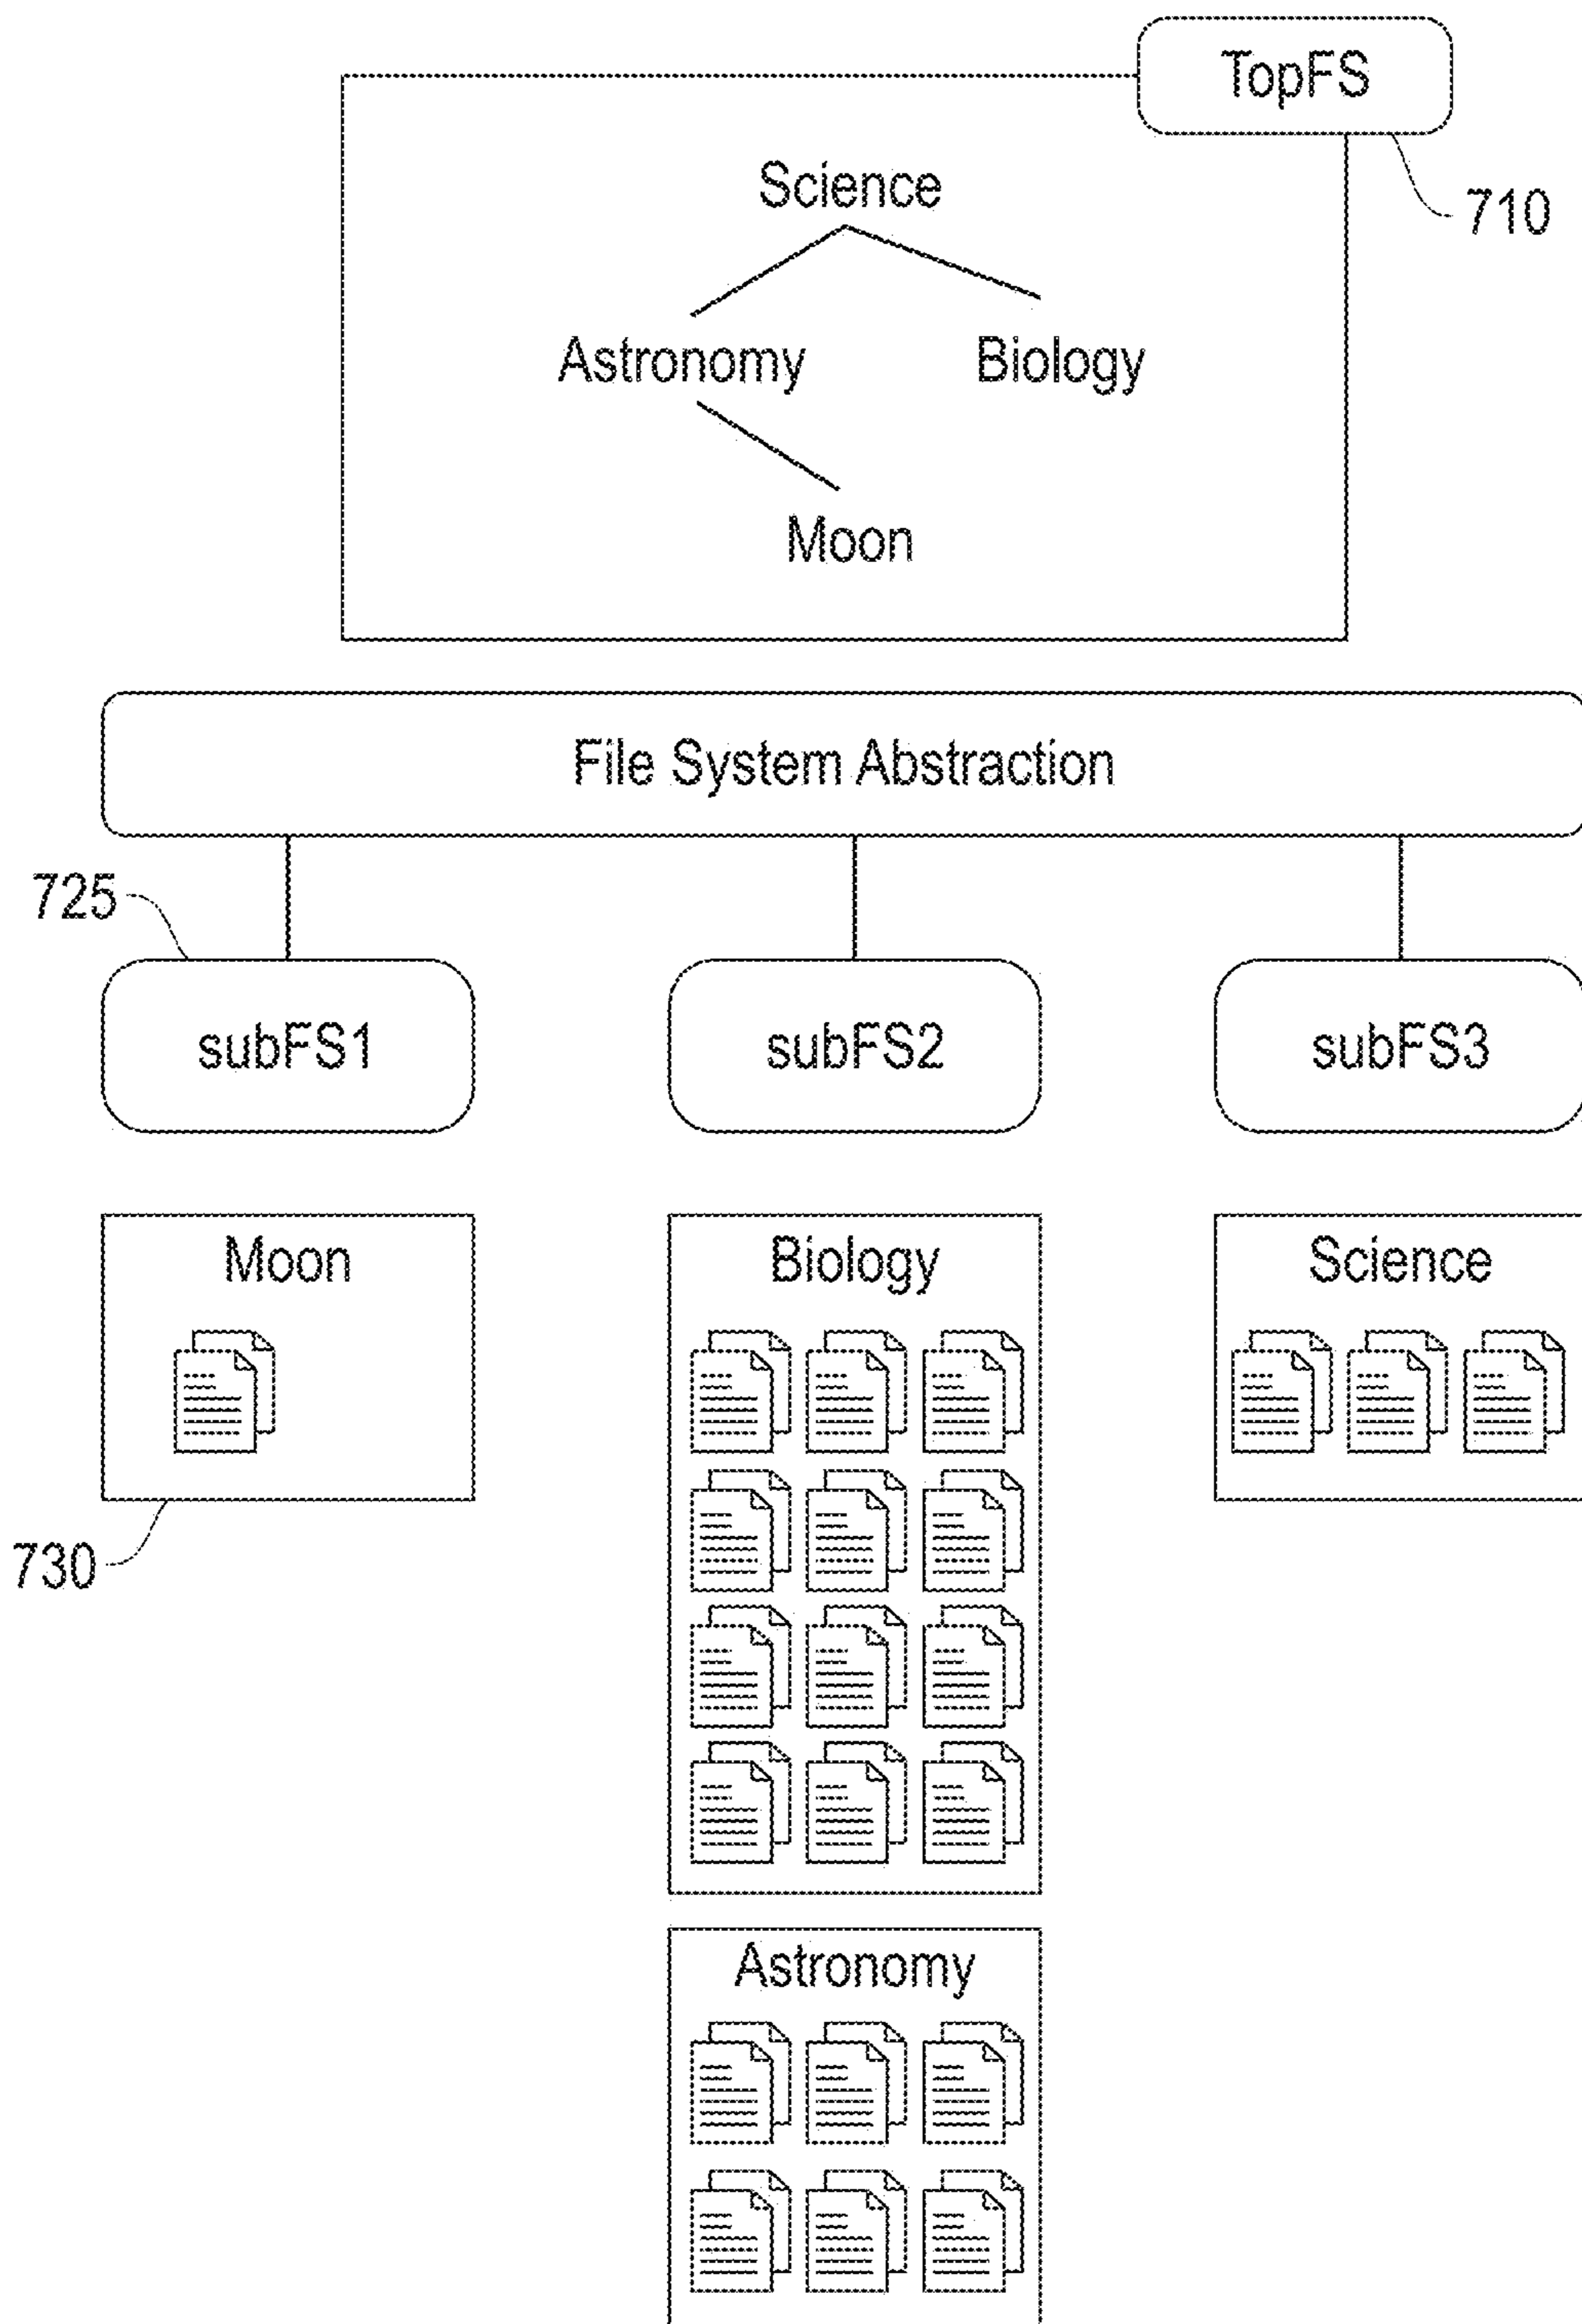 TopFS
710
Science
Astronomy
Biology
Moon
File System Abstraction
725
subFS1
subFS2
subFS3
Moon
Biology
Science
730
Astronomy